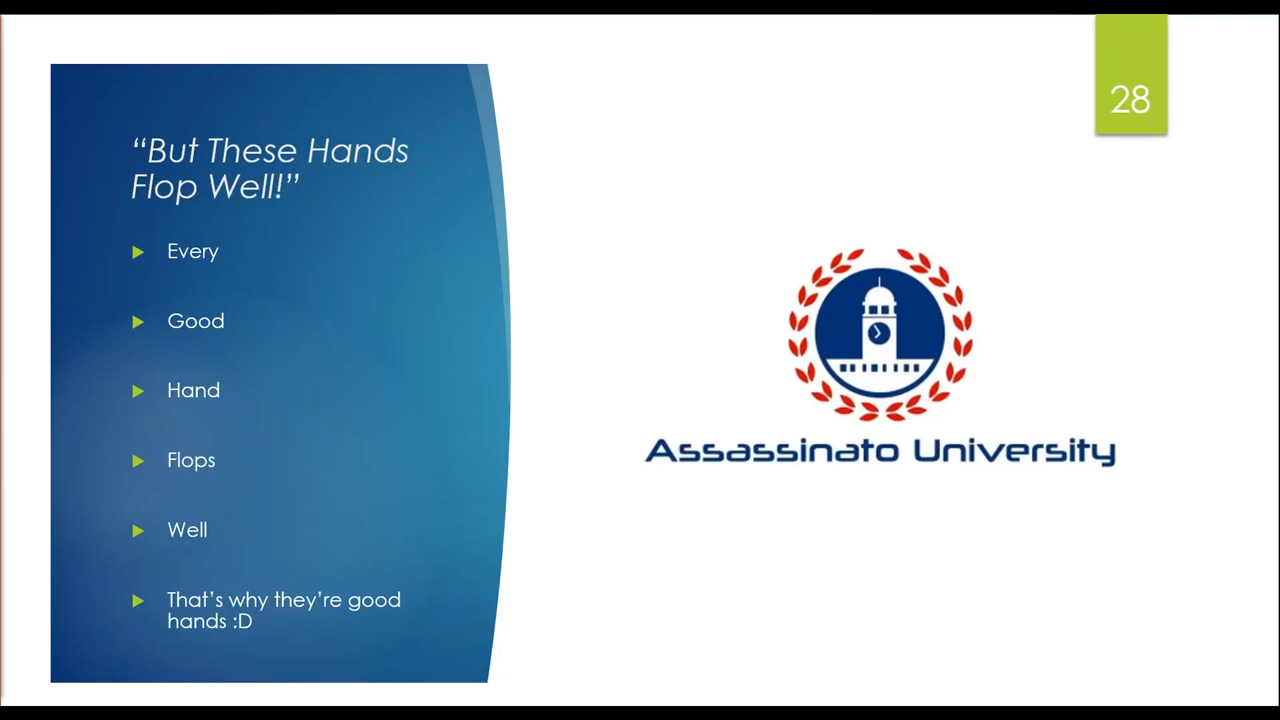 28
“But These Hands
Flop Well!”
Every
Good
Hand
Flops
Well
That’s why they’re good
hands :D
Assassinato University